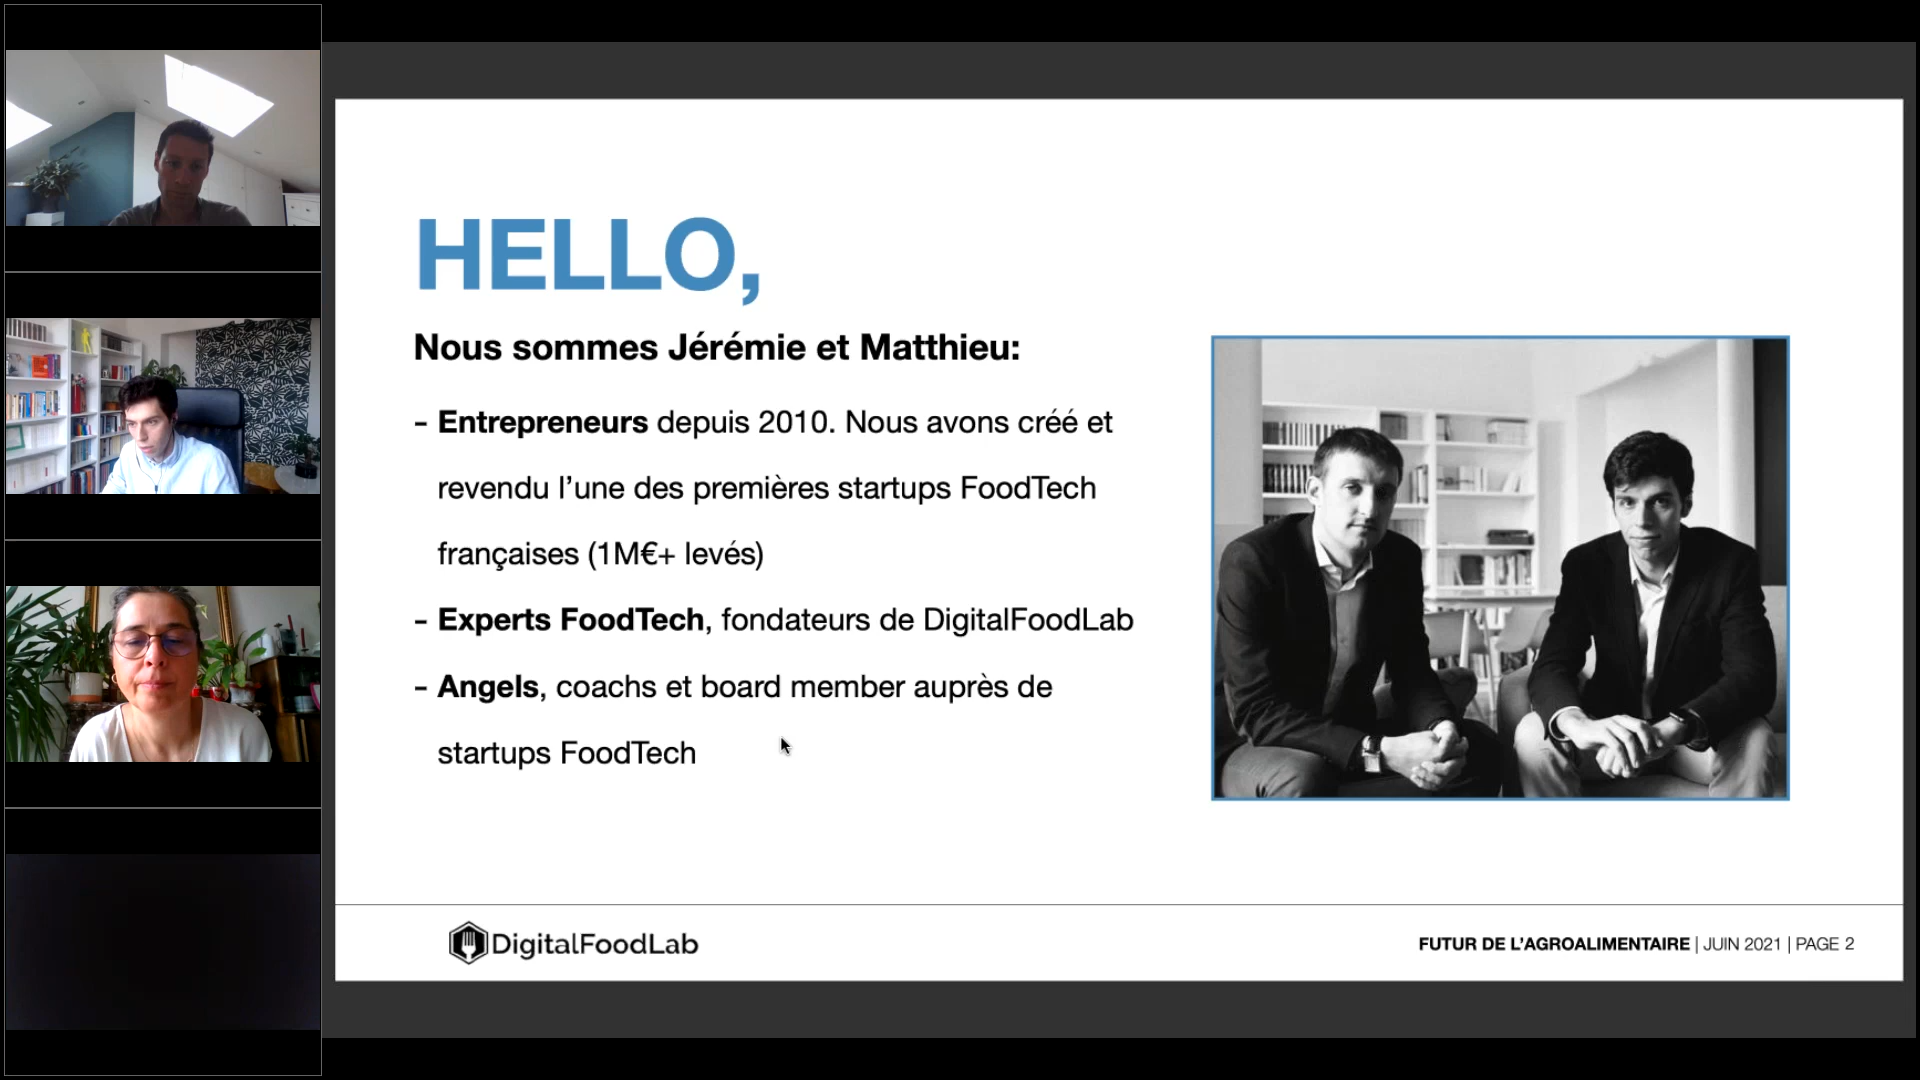 HELLO,
Nous sommes Jérémie et Matthieu:
– Entrepreneurs depuis 2010. Nous avons créé et
revendu l’une des premières startups FoodTech
françaises (1M€+ levés)
– Experts FoodTech, fondateurs de DigitalFoodLab
– Angels, coachs et board member auprès de
startups FoodTech
DigitalFoodLab
FUTUR DE L’AGROALIMENTAIRE | JUIN 2021 | PAGE 2